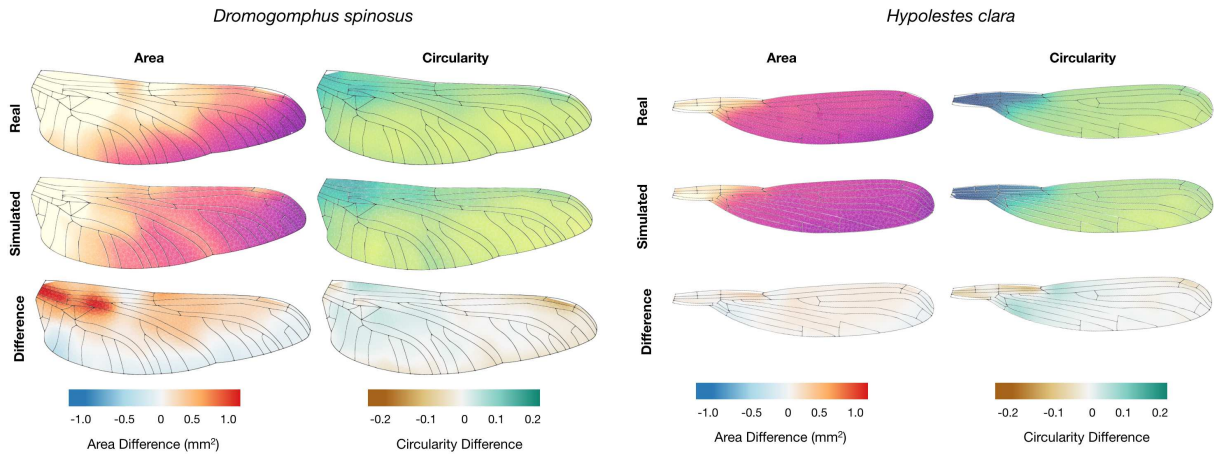 Dromogomphus spinosus
Hypolestes clara
Area
Circularity
Area
Circularity
Real
Real
Simulated
Simulated
Difference
Difference
-1.0 -0.5 0 0.5 1.0
-0.2 -0.1 0 0.1 0.2
-1.0 -0.5 0 0.5 1.0
-0.2 -0.1 0 0.1 0.2
Area Difference (mm²)
Circularity Difference
Area Difference (mm²)
Circularity Difference